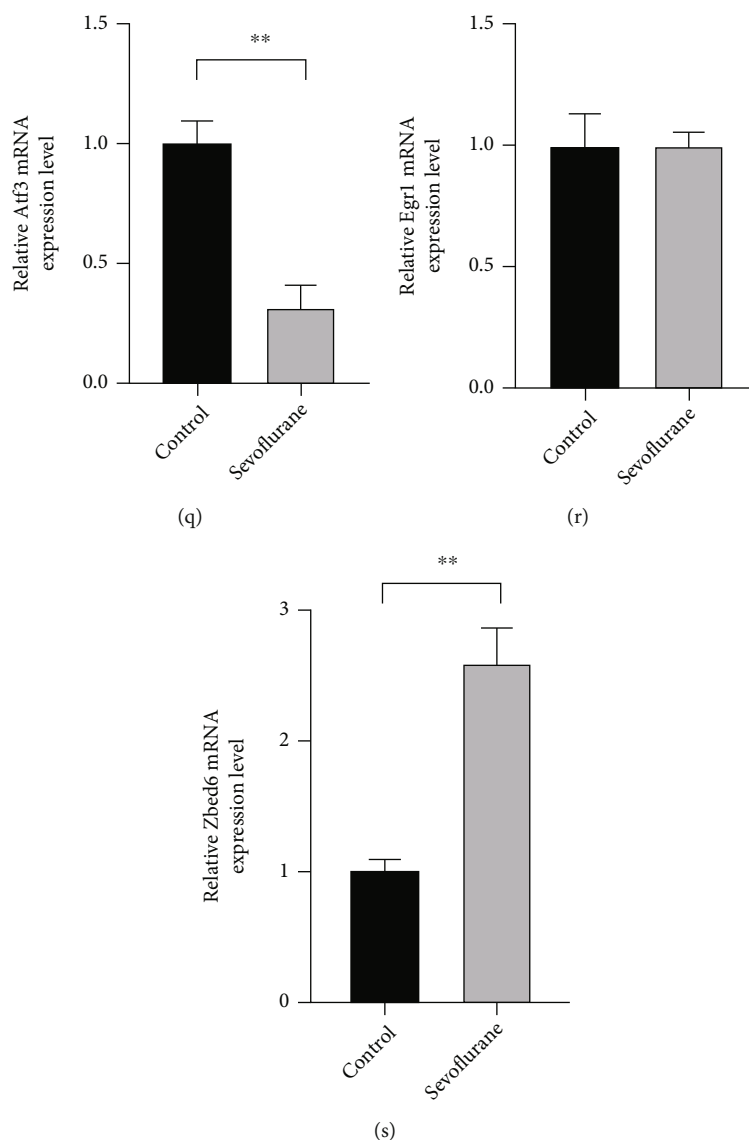 Relative Atf3 mRNA
expression level
1.5
1.0
0.5
0.0
**
Control
Sevoflurane
(q)
Relative Egr1 mRNA
expression level
1.5
1.0
0.5
0.0
Control
Sevoflurane
(r)
Relative Zbed6 mRNA
expression level
3
2
1
0
**
Control
Sevoflurane
(s)